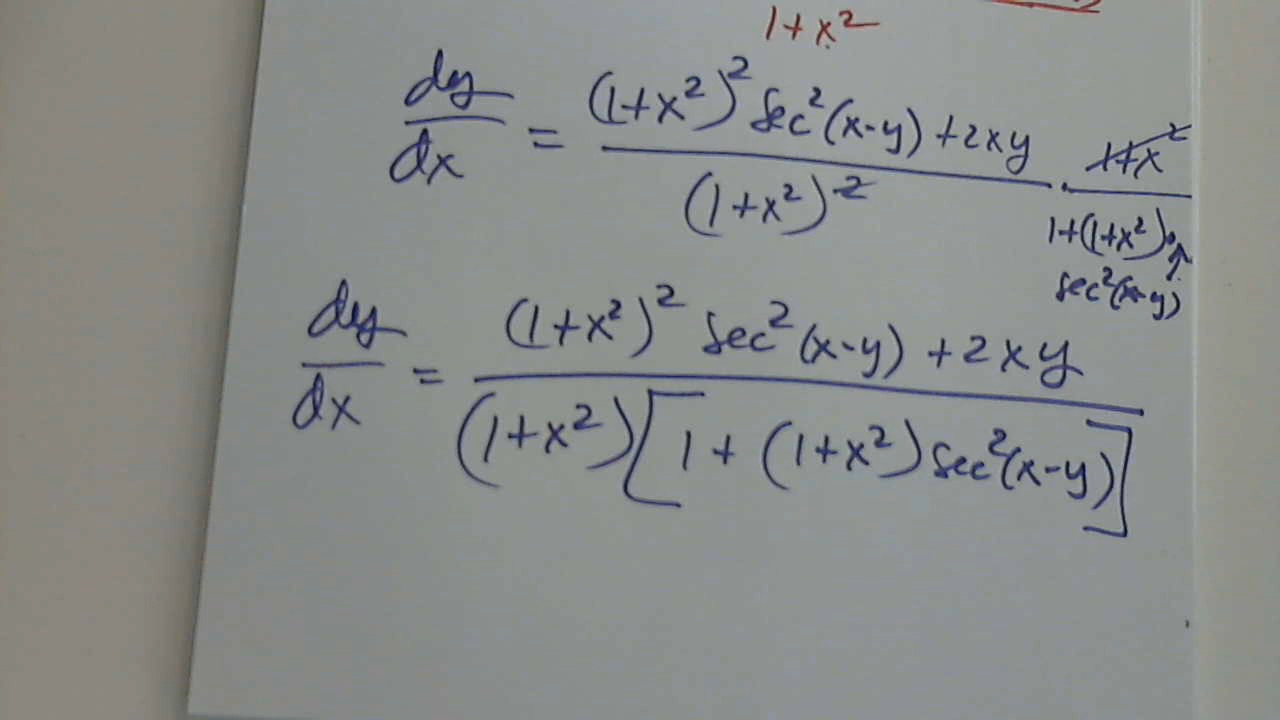 1+x²
dy/dx = ((1+x²)² sec²(x-y) + 2xy)/((1+x²)²) · (1+x²)/(1+(1+x²)·sec²(x-y))
dy/dx = ((1+x²)² sec²(x-y) + 2xy)/((1+x²)[1 + (1+x²) sec²(x-y)])